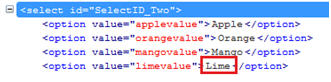 <select id="SelectID_Two">
<option value="applevalue">Apple</option>
<option value="orangevalue">Orange</option>
<option value="mangovalue">Mango</option>
<option value="limevalue">Lime</option>